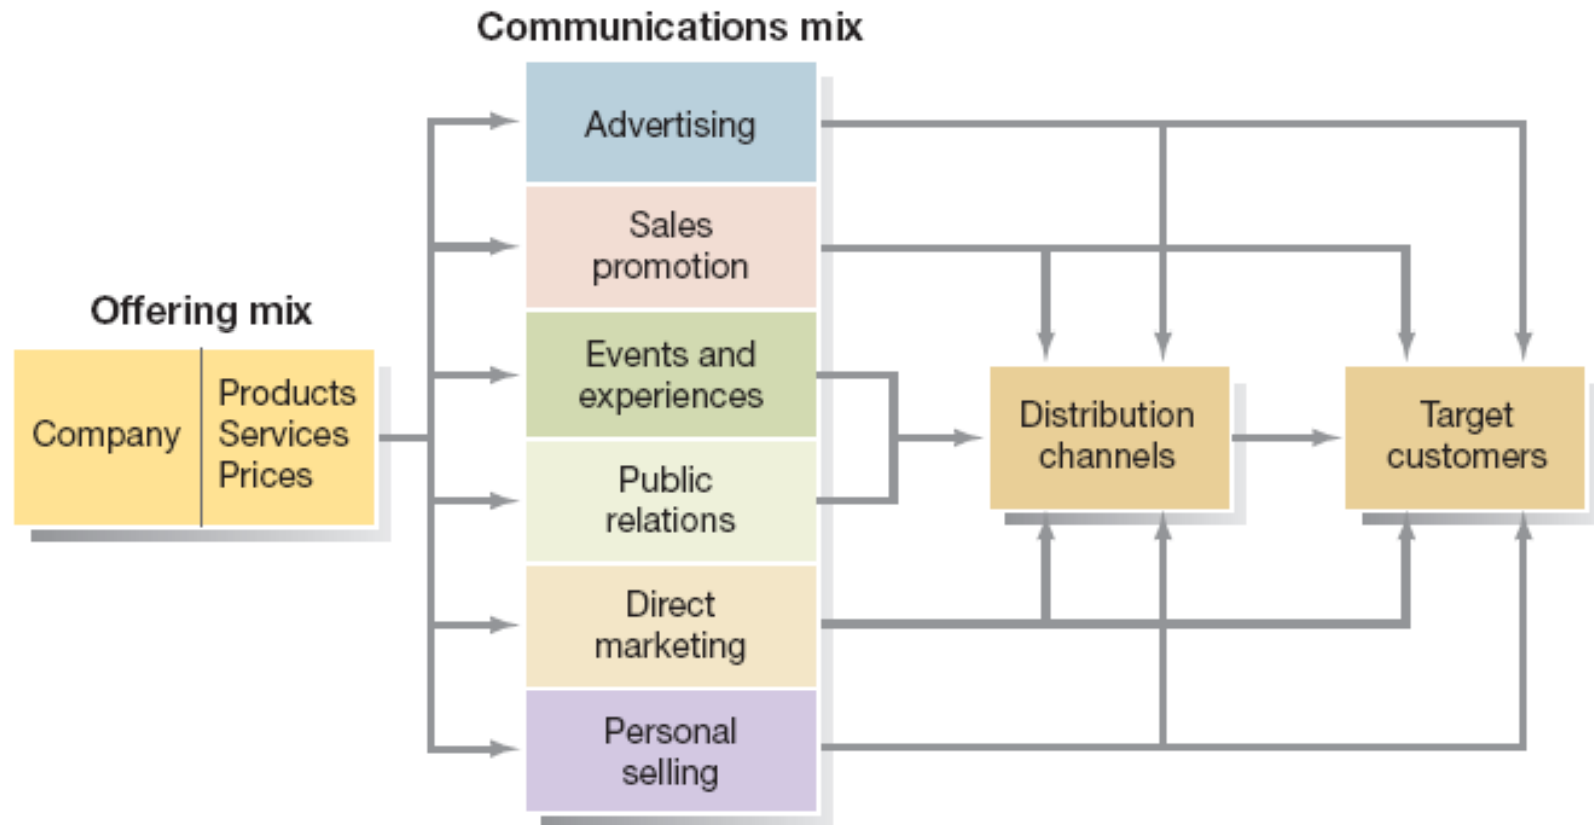 Communications mix
Advertising
Sales
promotion
Events and
experiences
Public
relations
Direct
marketing
Personal
selling
Offering mix
Company
Products
Services
Prices
Distribution
channels
Target
customers